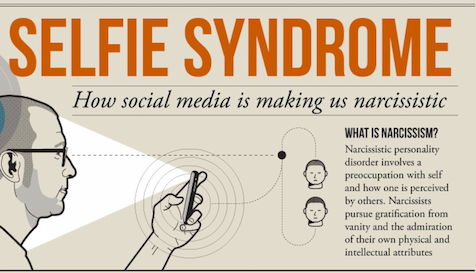 SELFIE SYNDROME
How social media is making us narcissistic
WHAT IS NARCISSISM?
Narcissistic personality
disorder involves a
preoccupation with self
and how one is perceived
by others. Narcissists
pursue gratification from
vanity and the admiration
of their own physical and
intellectual attributes